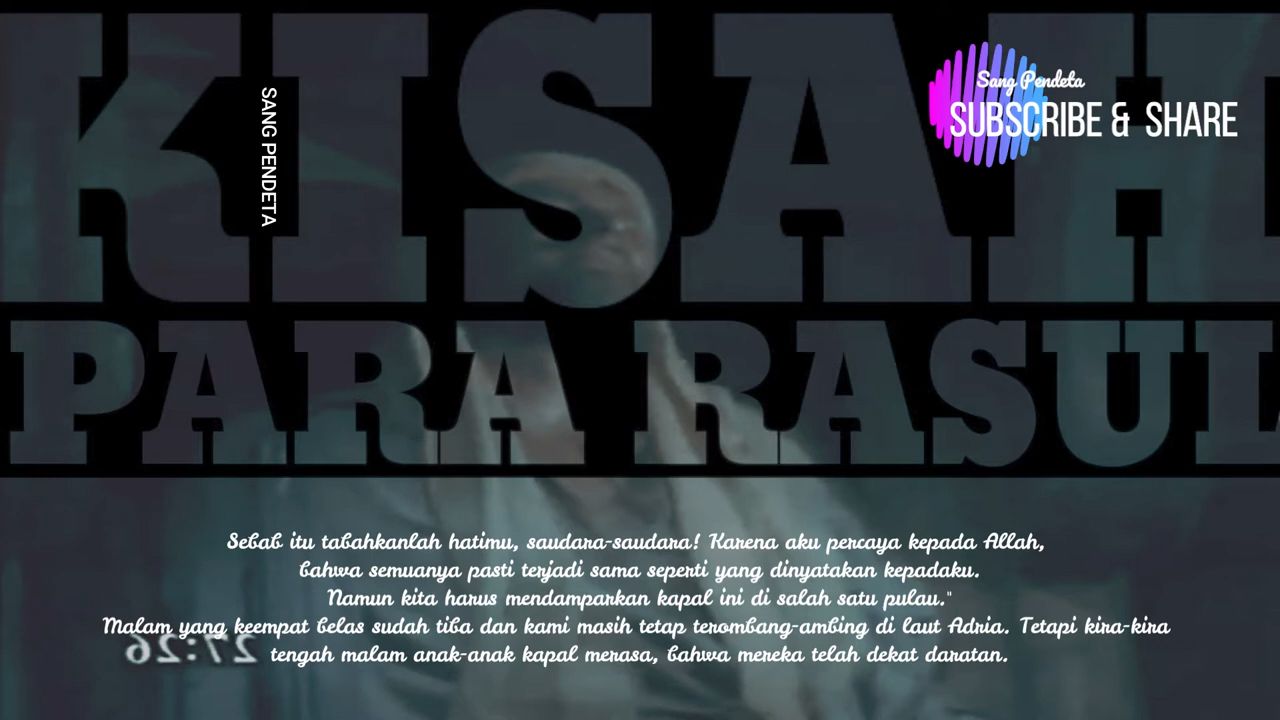 KISAH
PARA RASUL
SANG PENDETA
Sang Pendeta
SUBSCRIBE & SHARE
Sebab itu tabahkanlah hatimu, saudara-saudara! Karena aku percaya kepada Allah,
bahwa semuanya pasti terjadi sama seperti yang dinyatakan kepadaku.
Namun kita harus mendamparkan kapal ini di salah satu pulau."
Malam yang keempat belas sudah tiba dan kami masih tetap terombang-ambing di laut Adria. Tetapi kira-kira
tengah malam anak-anak kapal merasa, bahwa mereka telah dekat daratan.
27:26